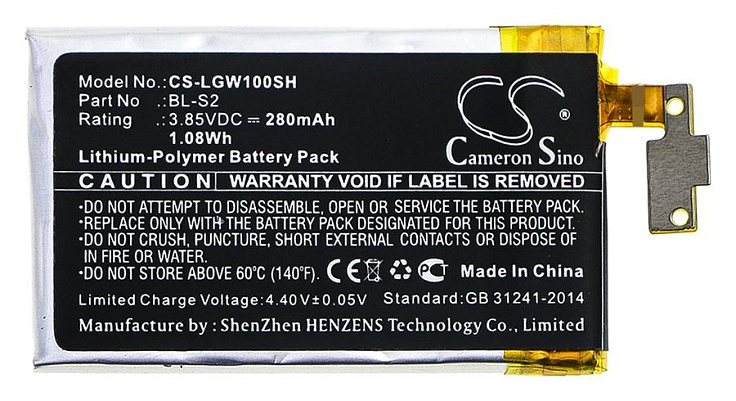 Model No.: CS-LGW100SH
Part No .: BL-S2
Rating .: 3.85VDC ⎓ 280mAh
1.08Wh
Lithium-Polymer Battery Pack
CS ®
Cameron Sino
CAUTION WARRANTY VOID IF LABEL IS REMOVED
•DO NOT ATTEMPT TO DISASSEMBLE, OPEN OR SERVICE THE BATTERY PACK.
•REPLACE ONLY WITH THE BATTERY PACK DESIGNATED FOR THIS PRODUCT.
•DO NOT CRUSH, PUNCTURE, SHORT EXTERNAL CONTACTS OR DISPOSE OF
IN FIRE OR WATER.
•DO NOT STORE ABOVE 60°C (140°F). CE PCT Made In China
Limited Charge Voltage:4.40V±0.05V Standard:GB 31241-2014
Manufacture by.:ShenZhen HENZENS Technology Co.,Ltd.